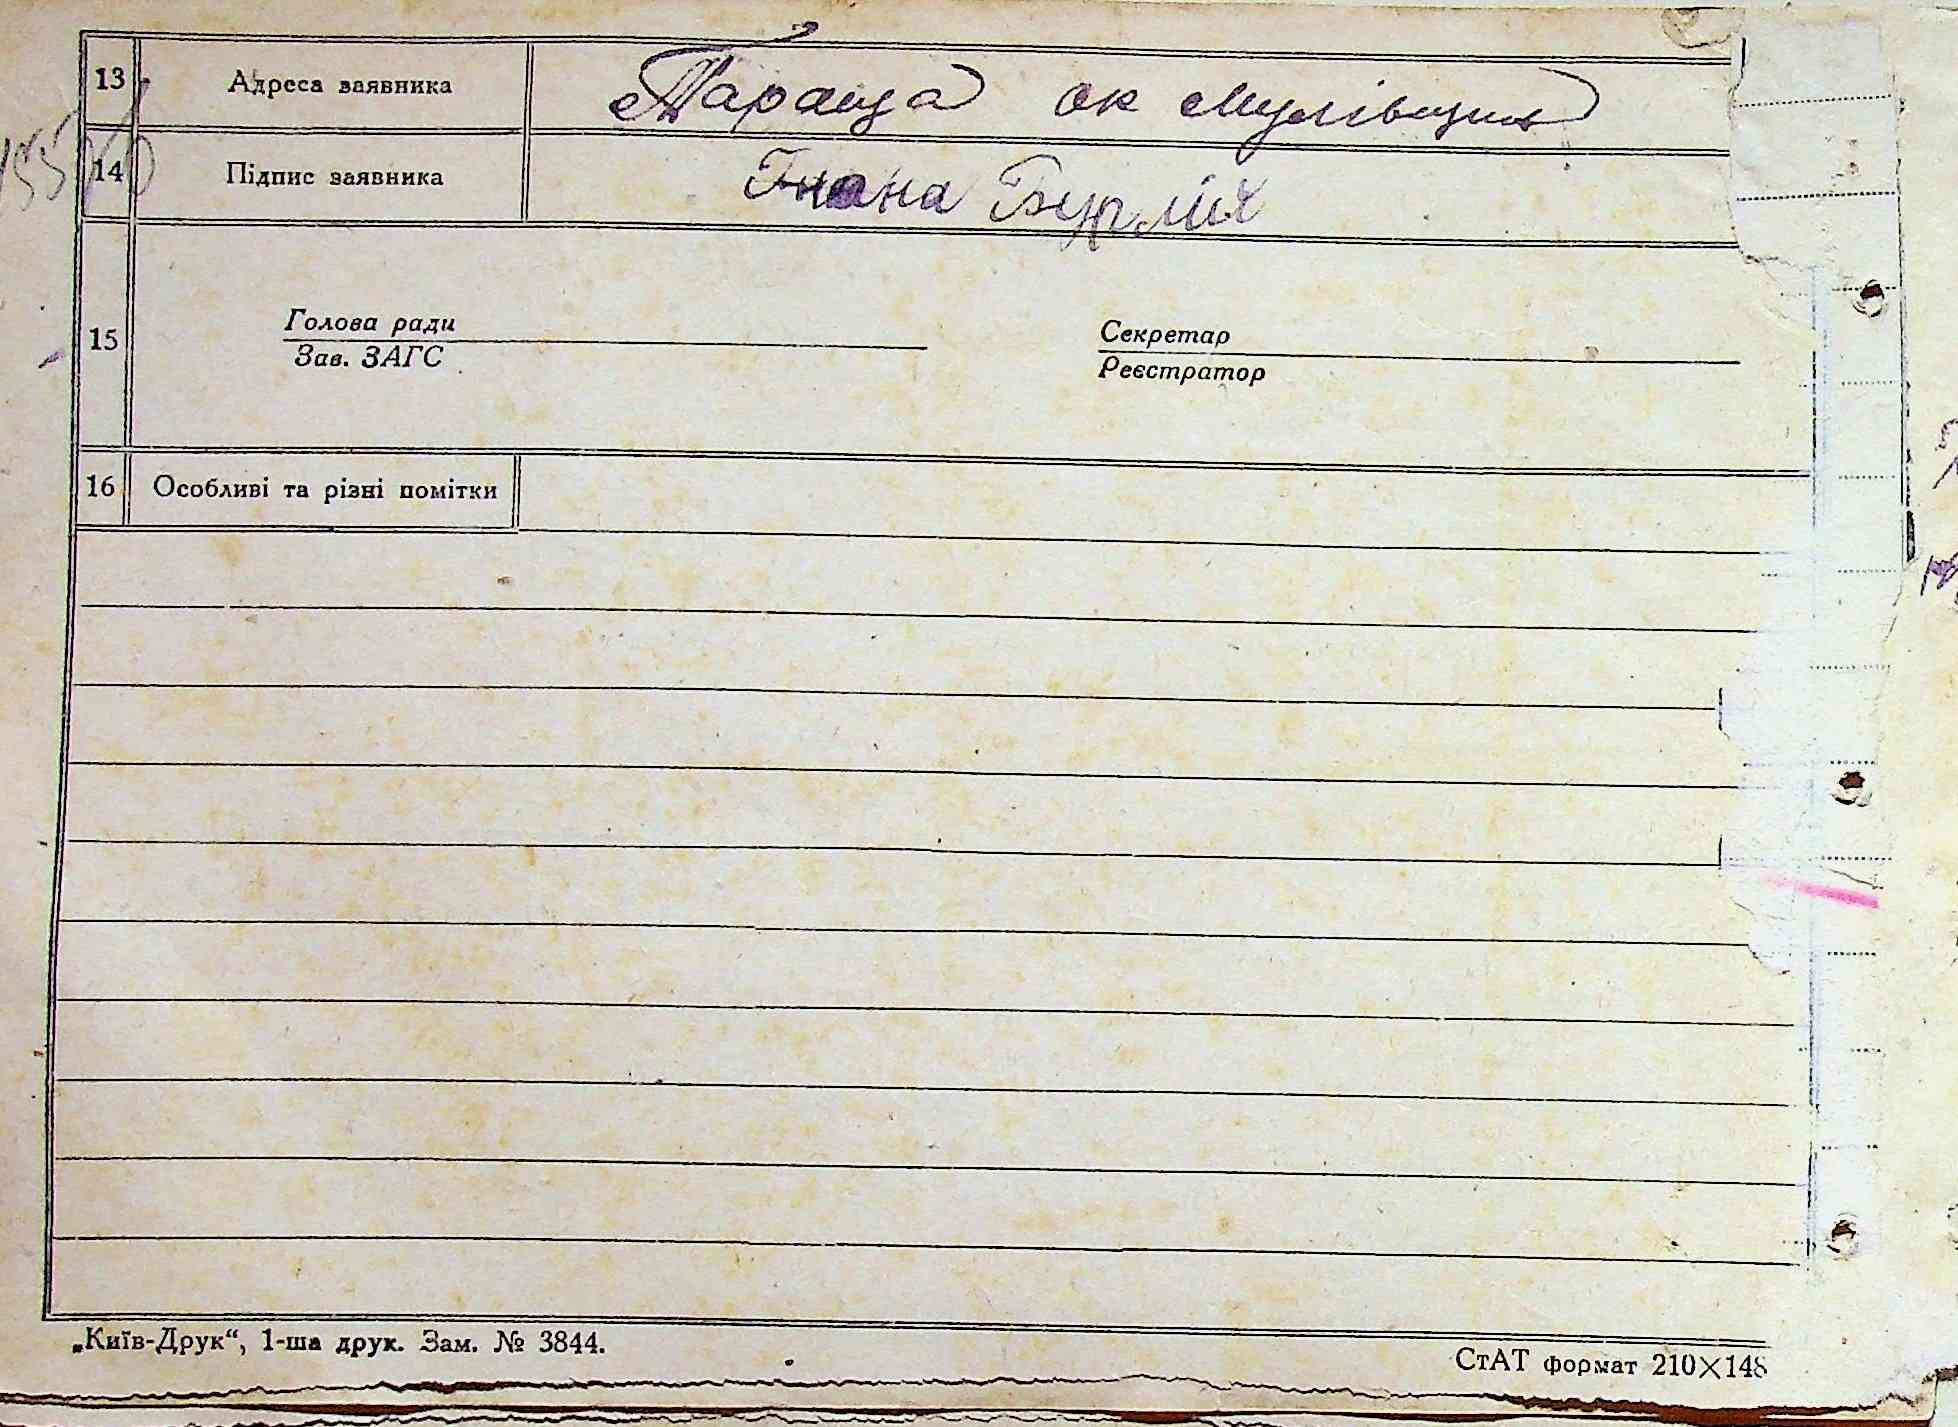 13 Адреса заявника Тараща ок
14 Підпис заявника
15
Голова ради
Зав. ЗАГС
Секретар
Реєстратор
16 Особливі та різні помітки
„Київ-Друк“, 1-ша друк. Зам. № 3844.
СтАТ формат 210×148